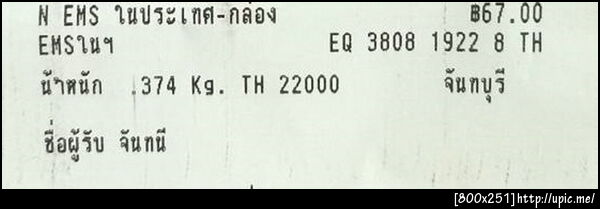 N EMS ในประเทศ-กล่อง ฿67.00
EMSในฯ EQ 3808 1922 8 TH
น้ำหนัก .374 Kg. TH 22000 จันทบุรี
ชื่อผู้รับ จันทนี
[800x251] http://upic.me/